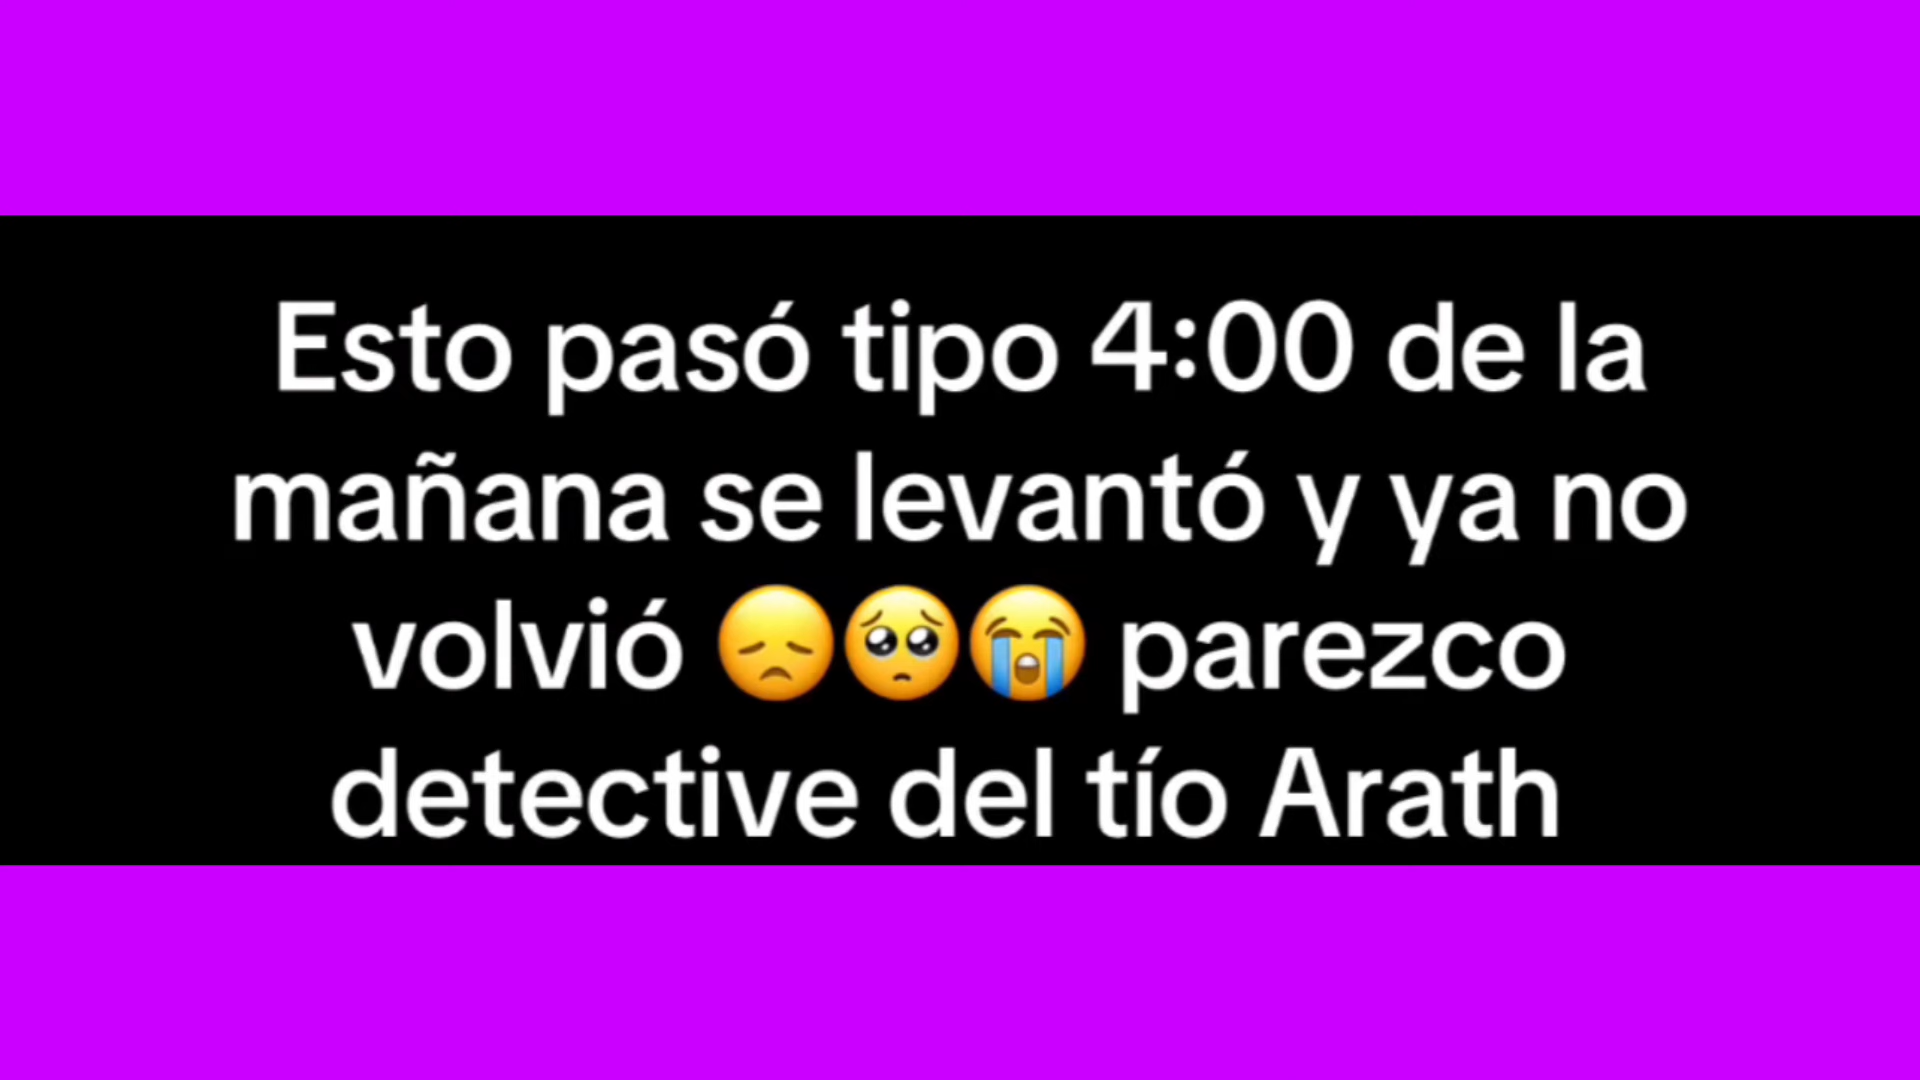 Esto pasó tipo 4:00 de la
mañana se levantó y ya no
volvió 😞🥺😭 parezco
detective del tío Arath